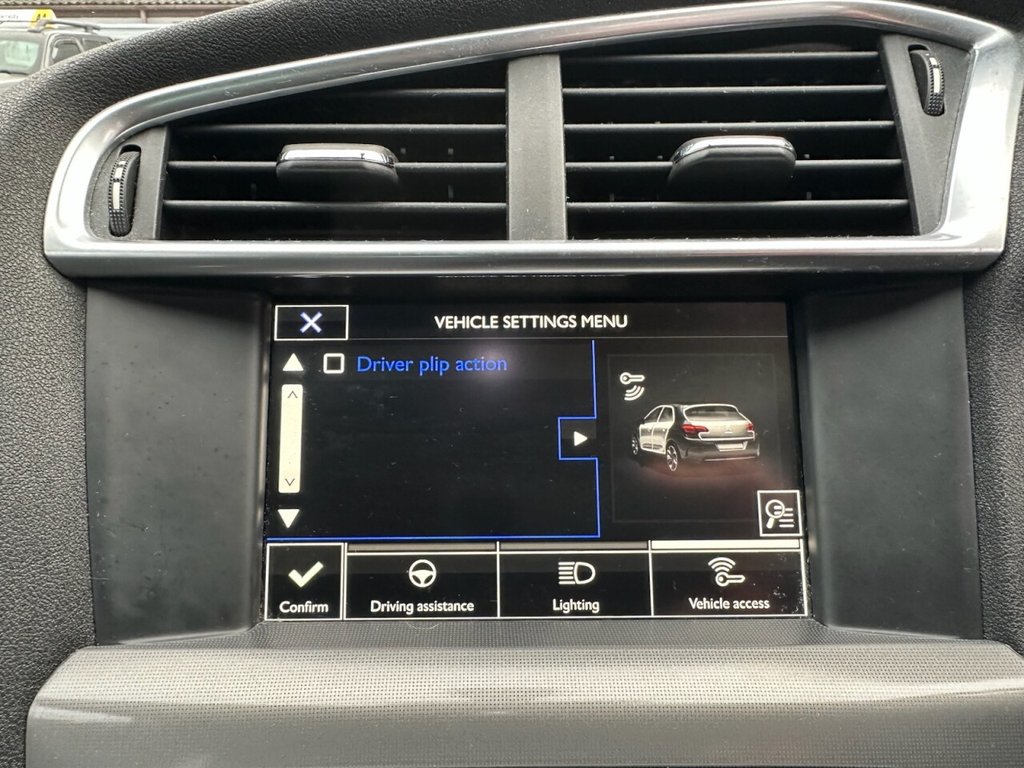 VEHICLE SETTINGS MENU
Driver plip action
Confirm
Driving assistance
Lighting
Vehicle access